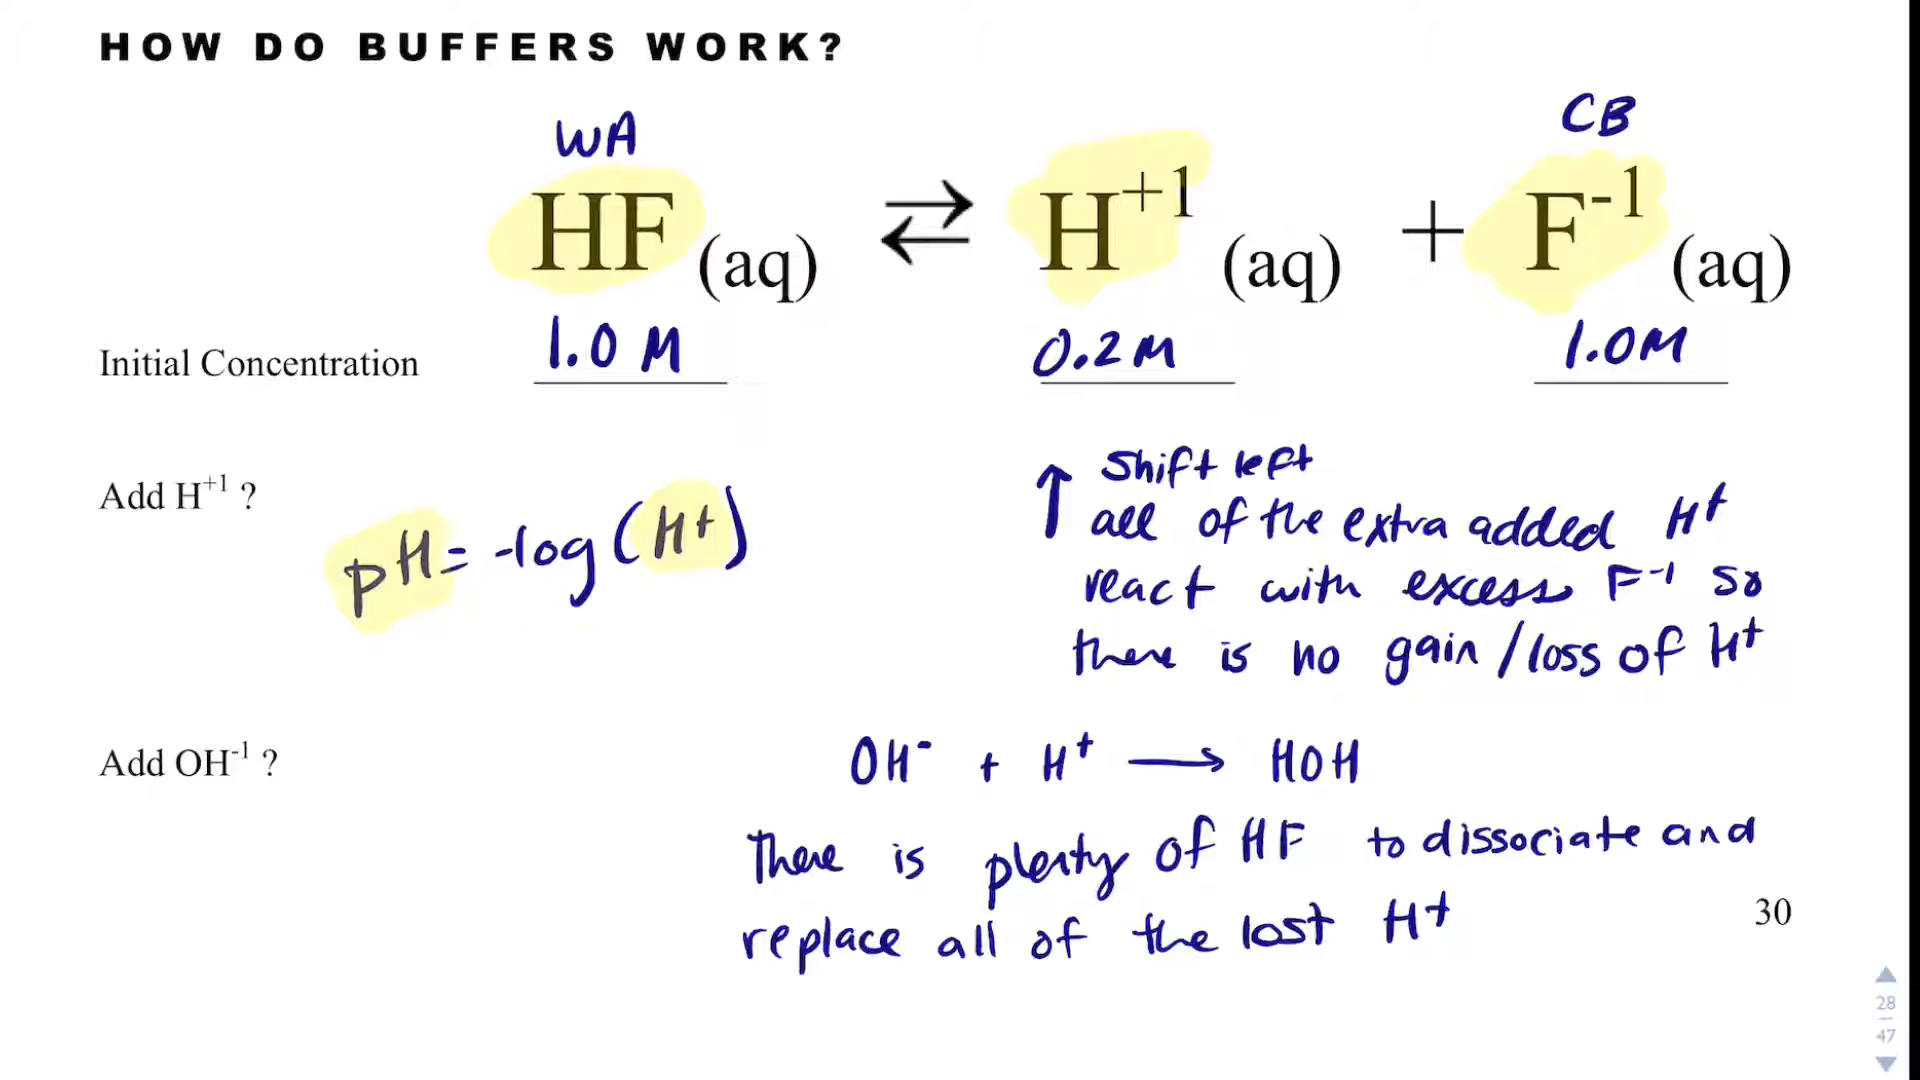 HOW DO BUFFERS WORK?
WA
CB
HF(aq) ⇄ H+1(aq) + F-1(aq)
Initial Concentration 1.0 M 0.2M 1.0M
Add H+1 ?
↑ Shift left
all of the extra added H+
react with excess F-1 so
there is no gain/loss of H+
pH = -log(H+)
Add OH-1 ?
OH- + H+ → HOH
There is plenty of HF to dissociate and
replace all of the lost H+
30
28
47